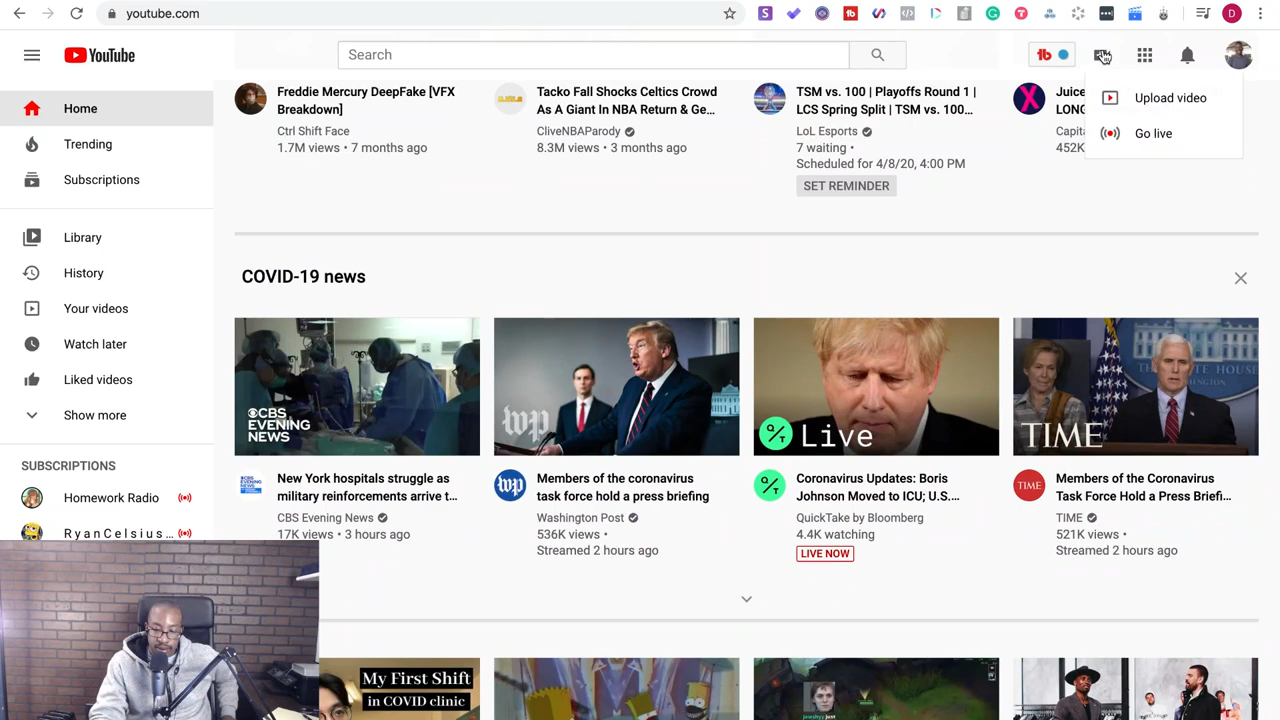 youtube.com
D
YouTube
Search
tb
Home
Trending
Subscriptions
Library
History
Your videos
Watch later
Liked videos
Show more
SUBSCRIPTIONS
Homework Radio
R y a n C e l s i u s ...
Upload video
Go live
Freddie Mercury DeepFake [VFX
Breakdown]
Ctrl Shift Face
1.7M views • 7 months ago
Tacko Fall Shocks Celtics Crowd
As A Giant In NBA Return & Ge...
CliveNBAParody
8.3M views • 3 months ago
TSM vs. 100 | Playoffs Round 1 |
LCS Spring Split | TSM vs. 100...
LoL Esports
7 waiting •
Scheduled for 4/8/20, 4:00 PM
SET REMINDER
Juice
LONG
Capit
452K
COVID-19 news
CBS
EVENING
NEWS
wp
Live
TIME
New York hospitals struggle as
military reinforcements arrive t...
CBS Evening News
17K views • 3 hours ago
wp
Members of the coronavirus
task force hold a press briefing
Washington Post
536K views •
Streamed 2 hours ago
Coronavirus Updates: Boris
Johnson Moved to ICU; U.S....
QuickTake by Bloomberg
4.4K watching
LIVE NOW
TIME
Members of the Coronavirus
Task Force Hold a Press Briefi...
TIME
521K views •
Streamed 2 hours ago
My First Shift
in COVID clinic